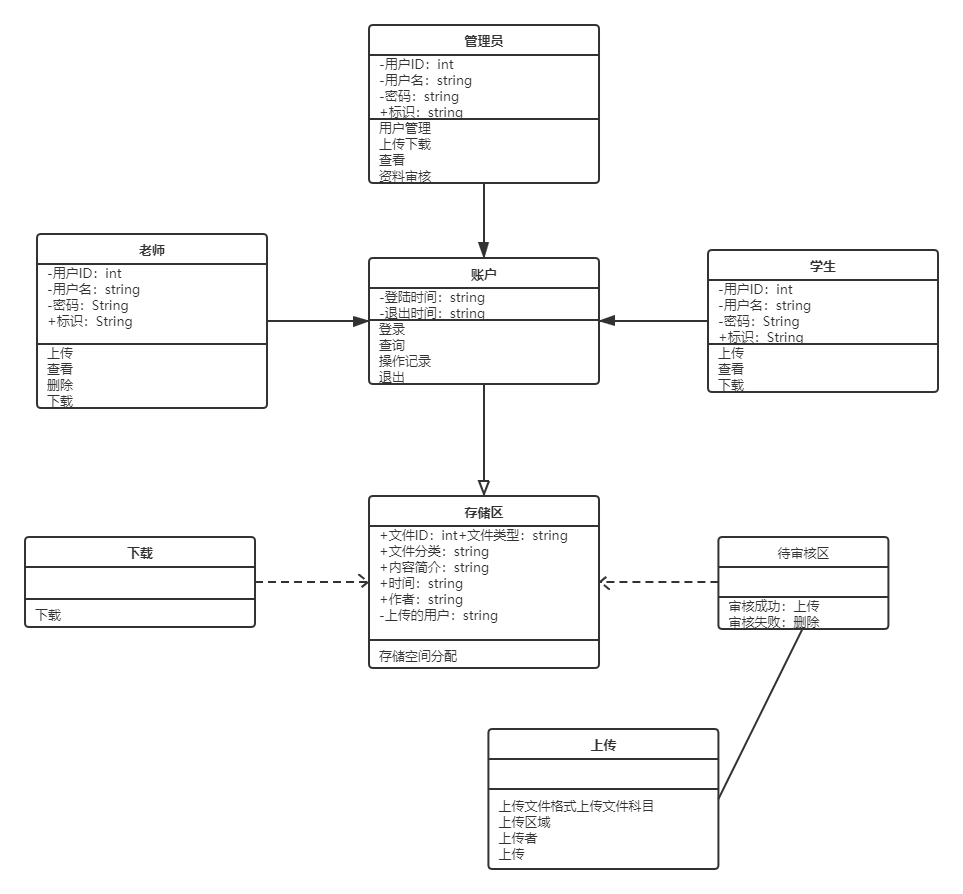 管理员
-用户ID：int
-用户名：string
-密码：string
+标识：string
用户管理
上传下载
查看
资料审核
老师
-用户ID：int
-用户名：string
-密码：String
+标识：String
上传
查看
删除
下载
账户
-登陆时间：string
-退出时间：string
登录
查询
操作记录
退出
学生
-用户ID：int
-用户名：string
-密码：String
+标识：String
上传
查看
下载
下载
下载
存储区
+文件ID：int+文件类型：string
+文件分类：string
+内容简介：string
+时间：string
+作者：string
-上传的用户：string
存储空间分配
待审核区
审核成功：上传
审核失败：删除
上传
上传文件格式上传文件科目
上传区域
上传者
上传